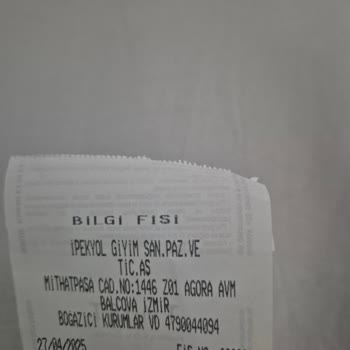 BILGI FISI
İPEKYOL GİYİM SAN.PAZ.VE
TIC.AS
MITHATPASA CAD.NO:1446 Z01 AGORA AVM
BALCOVA İZMİR
BOGAZICI KURUMLAR VD 4790044094
27/04/2025